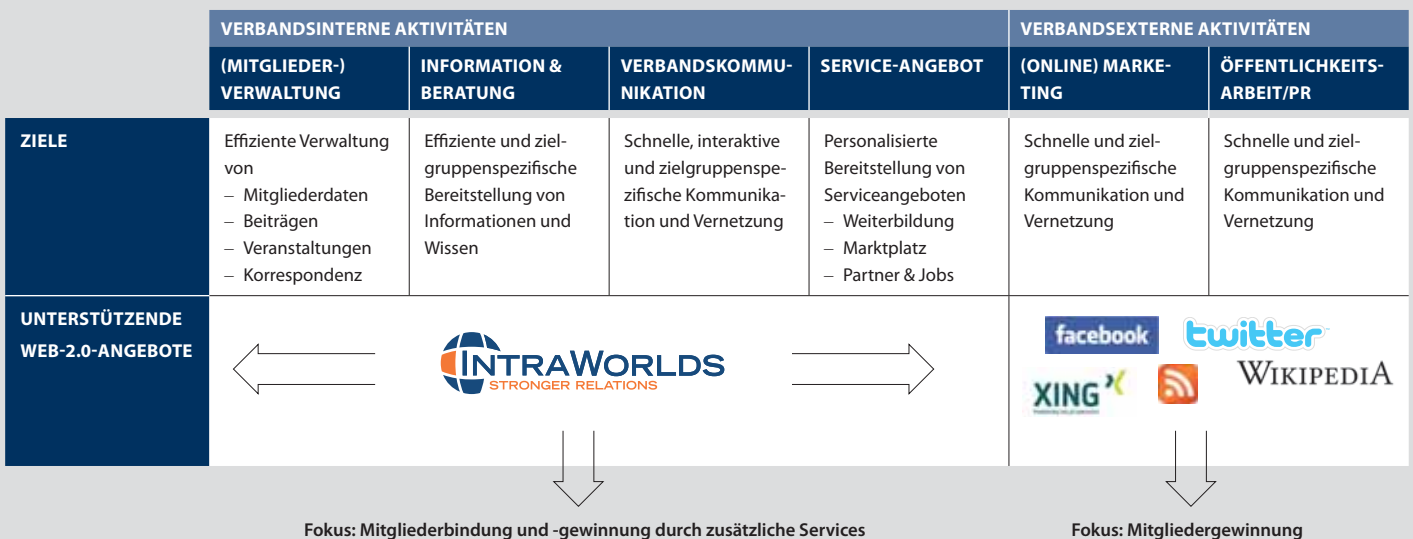 VERBANDSINTERNE AKTIVITÄTEN
VERBANDSEXTERNE AKTIVITÄTEN
(MITGLIEDER-)
VERWALTUNG
INFORMATION &
BERATUNG
VERBANDSKOMMU-
NIKATION
SERVICE-ANGEBOT
(ONLINE) MARKE-
TING
ÖFFENTLICHKEITS-
ARBEIT/PR
ZIELE
Effiziente Verwaltung
von
– Mitgliederdaten
– Beiträgen
– Veranstaltungen
– Korrespondenz
Effiziente und ziel-
gruppenspezifische
Bereitstellung von
Informationen und
Wissen
Schnelle, interaktive
und zielgruppenspe-
zifische Kommunika-
tion und Vernetzung
Personalisierte
Bereitstellung von
Serviceangeboten
– Weiterbildung
– Marktplatz
– Partner & Jobs
Schnelle und ziel-
gruppenspezifische
Kommunikation und
Vernetzung
Schnelle und ziel-
gruppenspezifische
Kommunikation und
Vernetzung
UNTERSTÜTZENDE
WEB-2.0-ANGEBOTE
INTRAWORLDS
STRONGER RELATIONS
facebook
twitter
XING
WIKIPEDIA
Fokus: Mitgliederbindung und -gewinnung durch zusätzliche Services
Fokus: Mitgliedergewinnung